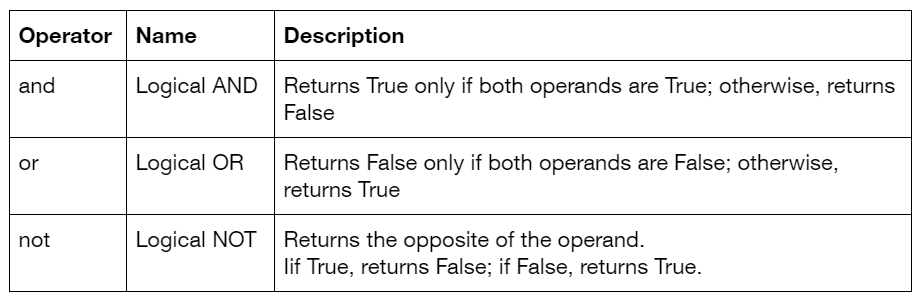 Operator Name Description
and Logical AND Returns True only if both operands are True; otherwise, returns
False
or Logical OR Returns False only if both operands are False; otherwise,
returns True
not Logical NOT Returns the opposite of the operand.
Iif True, returns False; if False, returns True.